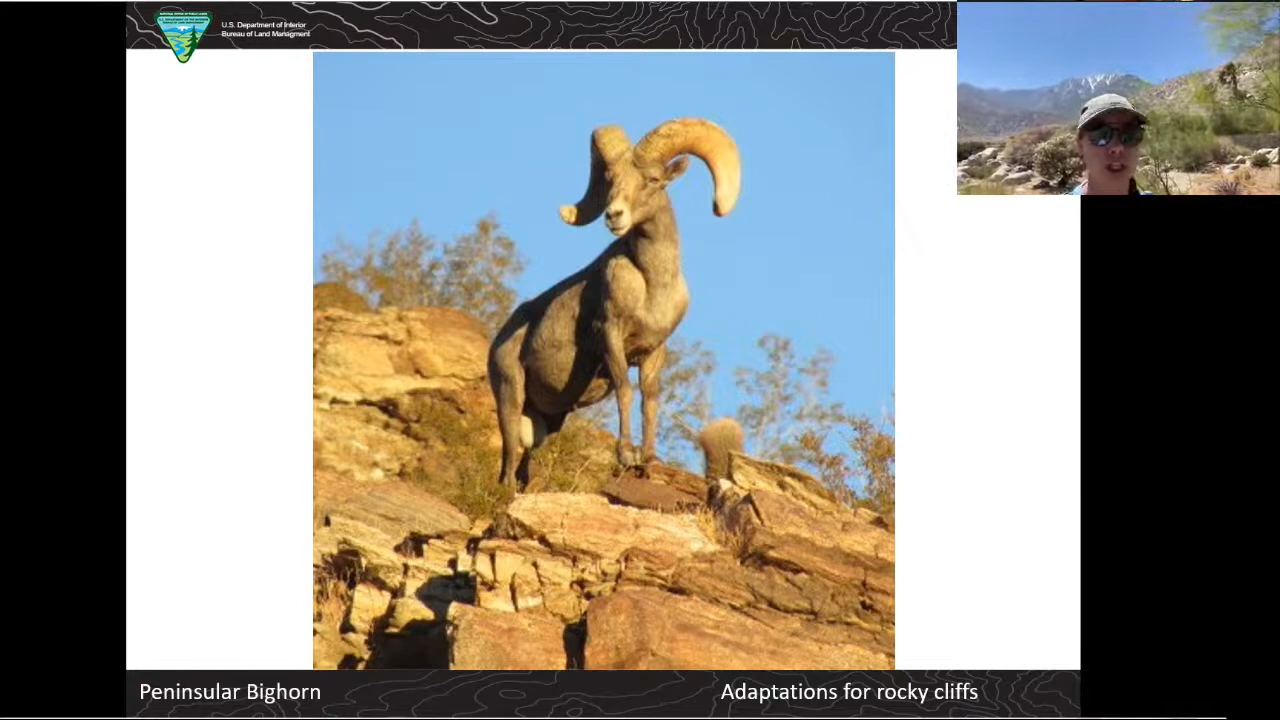 U.S. Department of Interior
Bureau of Land Managment
Peninsular Bighorn
Adaptations for rocky cliffs